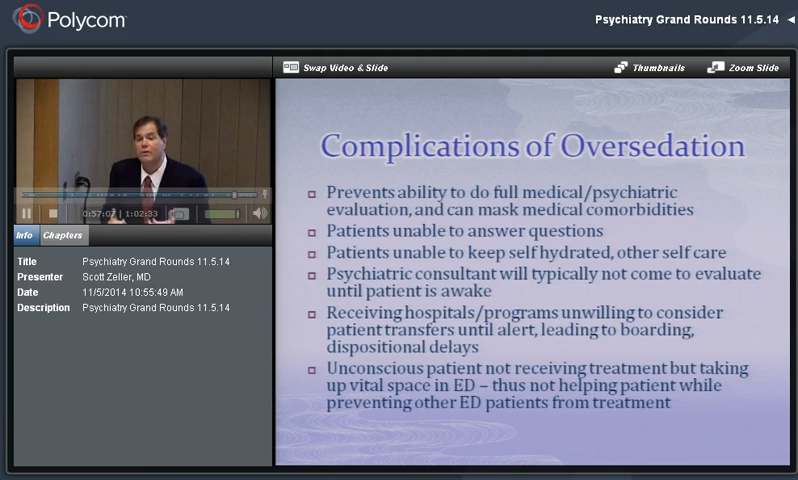 Polycom
Psychiatry Grand Rounds 11.5.14
Swap Video & Slide
Thumbnails
Zoom Slide
0:57:07 | 1:02:33
Info
Chapters
Title Psychiatry Grand Rounds 11.5.14
Presenter Scott Zeller, MD
Date 11/5/2014 10:55:49 AM
Description Psychiatry Grand Rounds 11.5.14
Complications of Oversedation
Prevents ability to do full medical/psychiatric
evaluation, and can mask medical comorbidities
Patients unable to answer questions
Patients unable to keep self hydrated, other self care
Psychiatric consultant will typically not come to evaluate
until patient is awake
Receiving hospitals/programs unwilling to consider
patient transfers until alert, leading to boarding,
dispositional delays
Unconscious patient not receiving treatment but taking
up vital space in ED – thus not helping patient while
preventing other ED patients from treatment